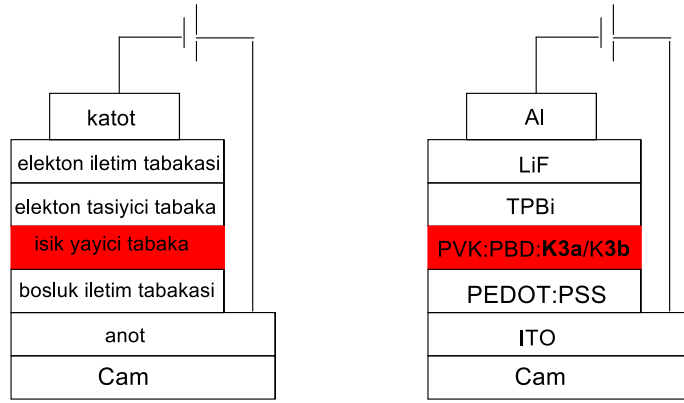 katot
elekton iletim tabakasi
elekton tasiyici tabaka
isik yayici tabaka
bosluk iletim tabakasi
anot
Cam
Al
LiF
TPBi
PVK:PBD:K3a/K3b
PEDOT:PSS
ITO
Cam